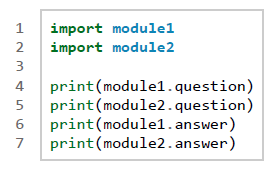 1 import module1
2 import module2
3
4 print(module1.question)
5 print(module2.question)
6 print(module1.answer)
7 print(module2.answer)